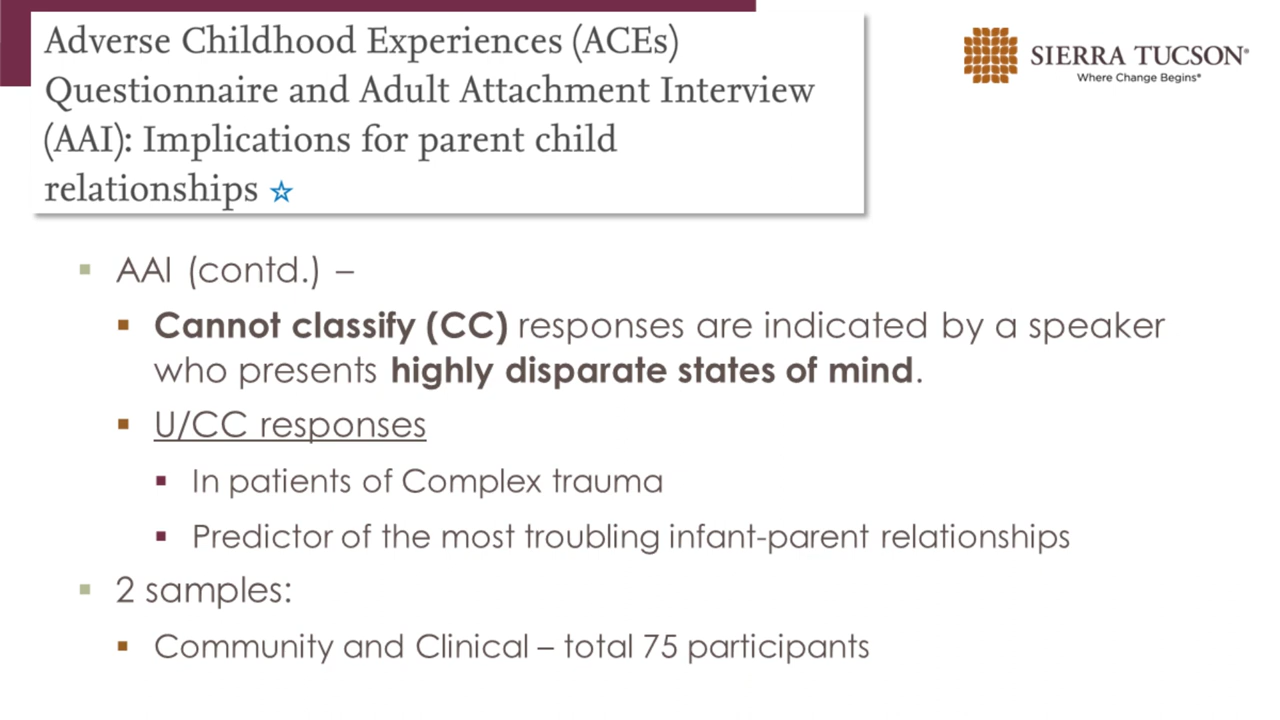 Adverse Childhood Experiences (ACEs)
Questionnaire and Adult Attachment Interview
(AAI): Implications for parent child
relationships ☆
SIERRA TUCSON®
Where Change Begins®
AAI (contd.) –
Cannot classify (CC) responses are indicated by a speaker
who presents highly disparate states of mind.
U/CC responses
In patients of Complex trauma
Predictor of the most troubling infant-parent relationships
2 samples:
Community and Clinical – total 75 participants